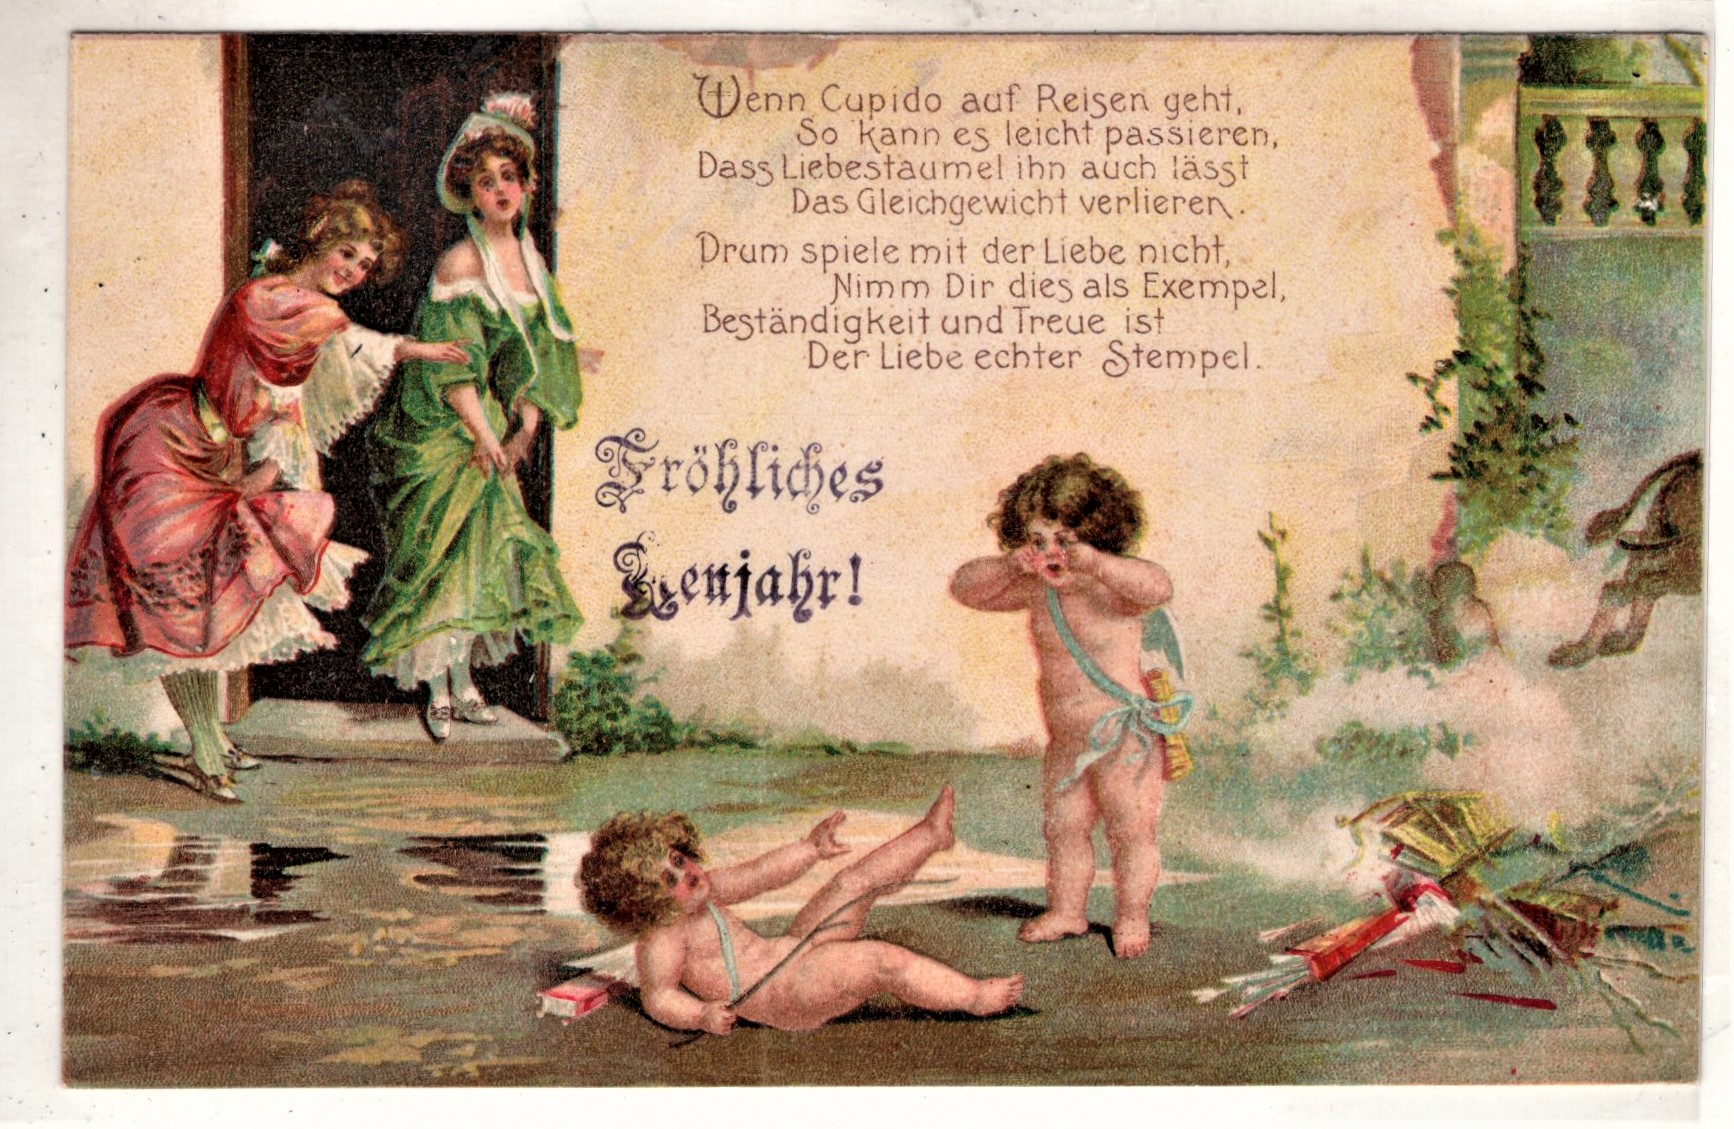 Wenn Cupido auf Reisen geht,
So kann es leicht passieren,
Dass Liebestaumel ihn auch lässt
Das Gleichgewicht verlieren.
Drum spiele mit der Liebe nicht,
Nimm Dir dies als Exempel,
Beständigkeit und Treue ist
Der Liebe echter Stempel.
Fröhliches
Neujahr!